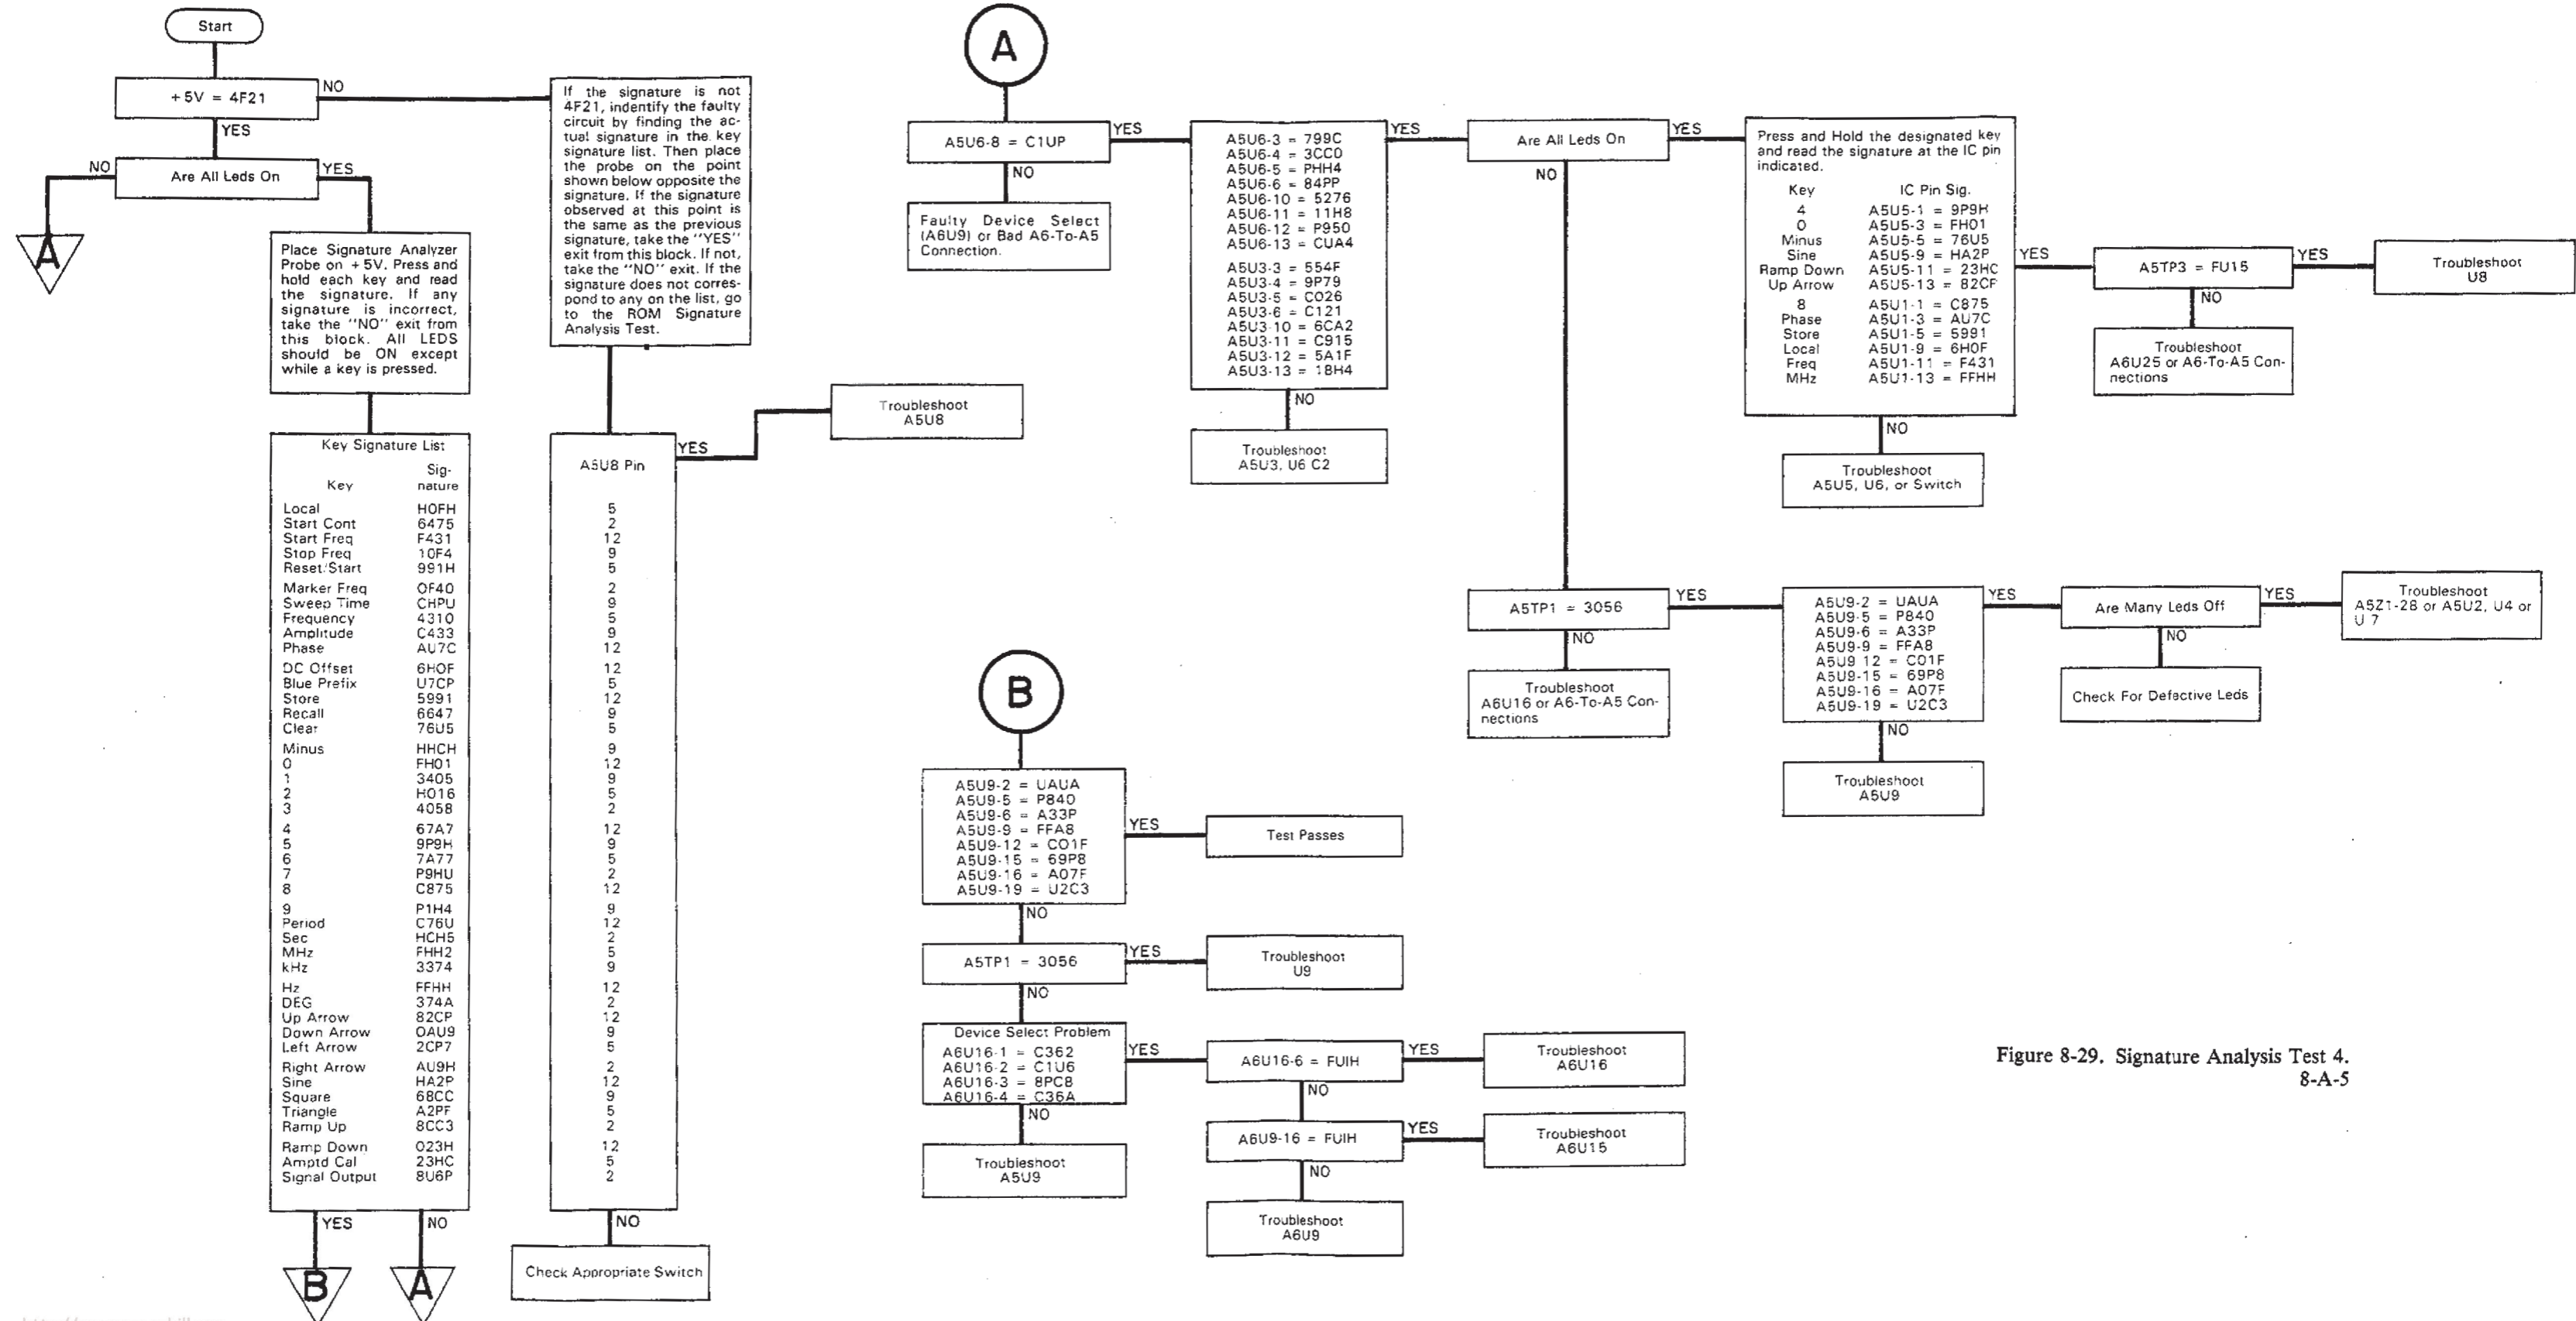 Start
+5V = 4F21
NO
YES
Are All Leds On
NO
YES
A
Place Signature Analyzer
Probe on +5V. Press and
hold each key and read
the signature. If any
signature is incorrect,
take the "NO" exit from
this block. All LEDS
should be ON except
while a key is pressed.
Key Signature List
Sig-
Key nature
Local HOFH
Start Cont 6475
Start Freq F431
Stop Freq 10F4
Reset/Start 991H
Marker Freq OF40
Sweep Time CHPU
Frequency 4310
Amplitude C433
Phase AU7C
DC Offset 6HOF
Blue Prefix U7CP
Store 5991
Recall 6647
Clear 76U5
Minus HHCH
0 FH01
1 3405
2 H016
3 4058
4 67A7
5 9P9H
6 7A77
7 P9HU
8 C875
9 P1H4
Period C76U
Sec HCH5
MHz FHH2
kHz 3374
Hz FFHH
DEG 374A
Up Arrow 82CP
Down Arrow OAU9
Left Arrow 2CP7
Right Arrow AU9H
Sine HA2P
Square 68CC
Triangle A2PF
Ramp Up 8CC3
Ramp Down 023H
Amptd Cal 23HC
Signal Output 8U6P
YES
NO
B
A
If the signature is not
4F21, indentify the faulty
circuit by finding the ac-
tual signature in the key
signature list. Then place
the probe on the point
shown below opposite the
signature. If the signature
observed at this point is
the same as the previous
signature, take the "YES"
exit from this block. If not,
take the "NO" exit. If the
signature does not corres-
pond to any on the list, go
to the ROM Signature
Analysis Test.
A5U8 Pin
YES
Troubleshoot
A5U8
5
2
12
9
5
2
9
5
9
12
12
5
12
9
5
9
12
9
5
2
12
9
5
2
12
9
12
2
5
9
12
2
12
9
5
2
12
9
5
2
12
5
2
NO
Check Appropriate Switch
A
A5U6-8 = C1UP
YES
NO
Faulty Device Select
(A6U9) or Bad A6-To-A5
Connection.
A5U6-3 = 799C
A5U6-4 = 3CC0
A5U6-5 = PHH4
A5U6-6 = 84PP
A5U6-10 = 5276
A5U6-11 = 11H8
A5U6-12 = P950
A5U6-13 = CUA4
A5U3-3 = 554F
A5U3-4 = 9P79
A5U3-5 = C026
A5U3-6 = C121
A5U3-10 = 6CA2
A5U3-11 = C915
A5U3-12 = 5A1F
A5U3-13 = 18H4
YES
NO
Troubleshoot
A5U3, U6 C2
Are All Leds On
YES
NO
Press and Hold the designated key
and read the signature at the IC pin
indicated.
Key IC Pin Sig.
4 A5U5-1 = 9P9H
0 A5U5-3 = FH01
Minus A5U5-5 = 76U5
Sine A5U5-9 = HA2P
Ramp Down A5U5-11 = 23HC
Up Arrow A5U5-13 = 82CF
8 A5U1-1 = C875
Phase A5U1-3 = AU7C
Store A5U1-5 = 5991
Local A5U1-9 = 6H0F
Freq A5U1-11 = F431
MHz A5U1-13 = FFHH
YES
NO
Troubleshoot
A5U5, U6, or Switch
A5TP3 = FU15
YES
NO
Troubleshoot
U8
Troubleshoot
A6U25 or A6-To-A5 Con-
nections
A5TP1 = 3056
YES
NO
Troubleshoot
A6U16 or A6-To-A5 Con-
nections
A5U9-2 = UAUA
A5U9-5 = P840
A5U9-6 = A33P
A5U9-9 = FFA8
A5U9 12 = C01F
A5U9-15 = 69P8
A5U9-16 = A07F
A5U9-19 = U2C3
YES
NO
Troubleshoot
A5U9
Are Many Leds Off
YES
NO
Troubleshoot
A5Z1-28 or A5U2, U4 or
U 7
Check For Defective Leds
B
A5U9-2 = UAUA
A5U9-5 = P840
A5U9-6 = A33P
A5U9-9 = FFA8
A5U9-12 = C01F
A5U9-15 = 69P8
A5U9-16 = A07F
A5U9-19 = U2C3
YES
Test Passes
NO
A5TP1 = 3056
YES
Troubleshoot
U9
NO
Device Select Problem
A6U16-1 = C362
A6U16-2 = C1U6
A6U16-3 = 8PC8
A6U16-4 = C36A
YES
NO
Troubleshoot
A5U9
A6U16-6 = FUIH
YES
Troubleshoot
A6U16
NO
A6U9-16 = FUIH
YES
Troubleshoot
A6U15
NO
Troubleshoot
A6U9
Figure 8-29. Signature Analysis Test 4.
8-A-5